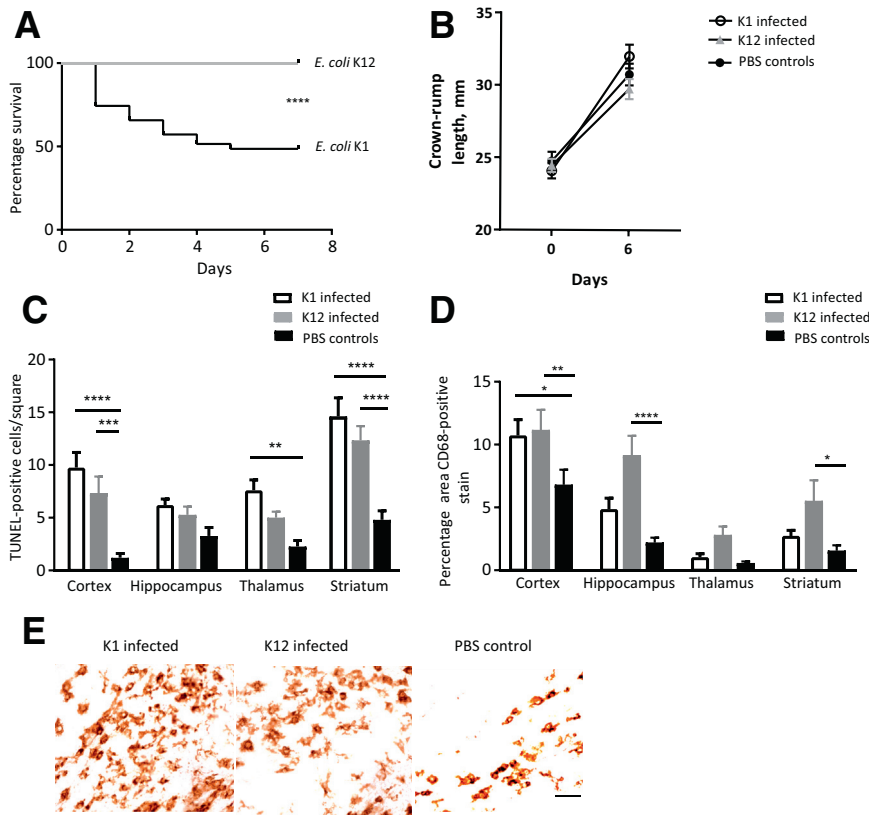 A
Percentage survival
100
50
0
0 2 4 6 8
Days
E. coli K12
****
E. coli K1
B
Crown-rump
length, mm
35
30
25
20
0 6
Days
K1 infected
K12 infected
PBS controls
C
K1 infected
K12 infected
PBS controls
TUNEL-positive cells/square
20
15
10
5
0
****
***
**
****
****
Cortex Hippocampus Thalamus Striatum
D
K1 infected
K12 infected
PBS controls
Percentage area CD68-positive
stain
15
10
5
0
**
*
****
*
Cortex Hippocampus Thalamus Striatum
E
K1 infected K12 infected PBS control